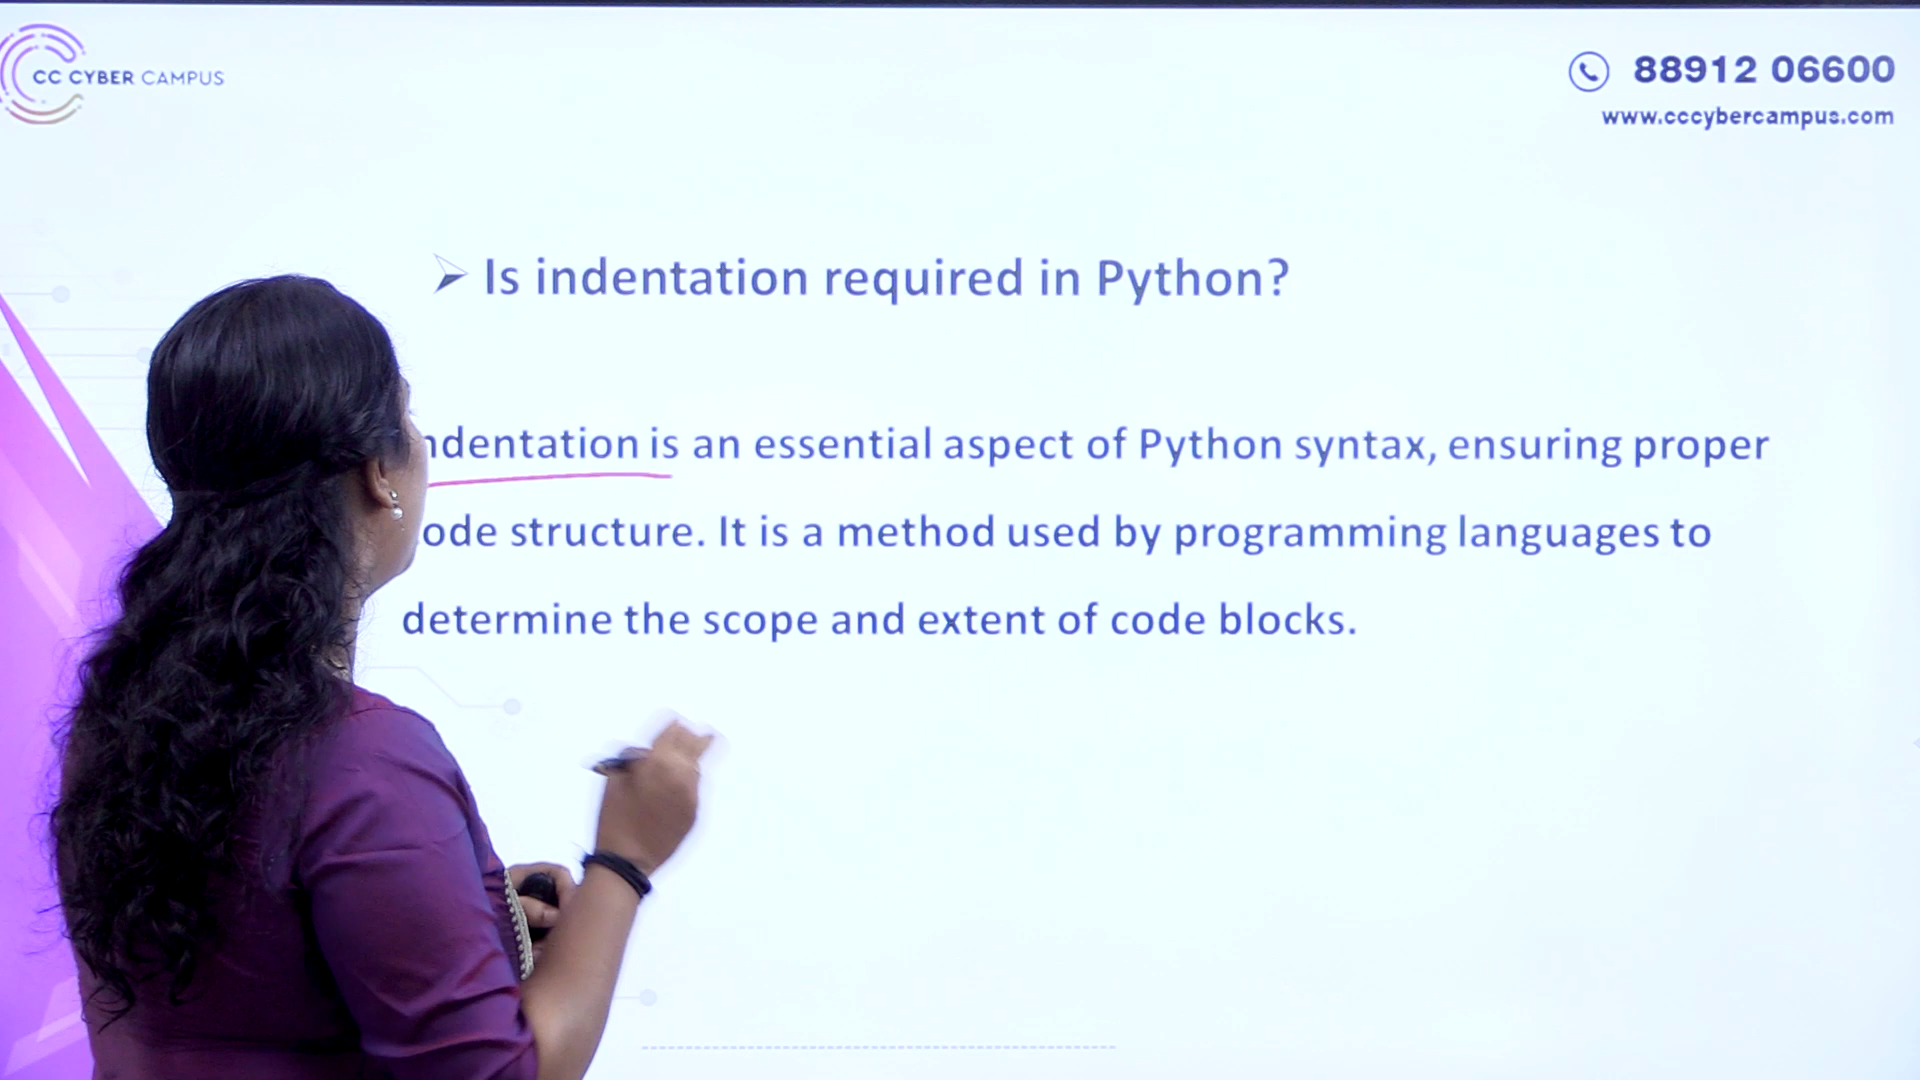 CC CYBER CAMPUS
88912 06600
www.cccybercampus.com
➢ Is indentation required in Python?
ndentation is an essential aspect of Python syntax, ensuring proper
ode structure. It is a method used by programming languages to
determine the scope and extent of code blocks.